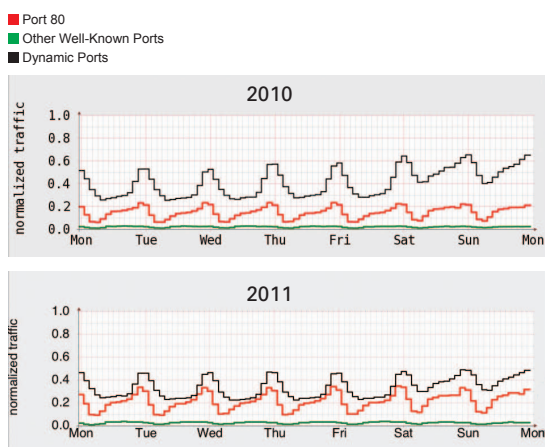 Port 80
Other Well-Known Ports
Dynamic Ports
2010
normalized traffic
1.0
0.8
0.6
0.4
0.2
0.0
Mon Tue Wed Thu Fri Sat Sun Mon
2011
normalized traffic
1.0
0.8
0.6
0.4
0.2
0.0
Mon Tue Wed Thu Fri Sat Sun Mon